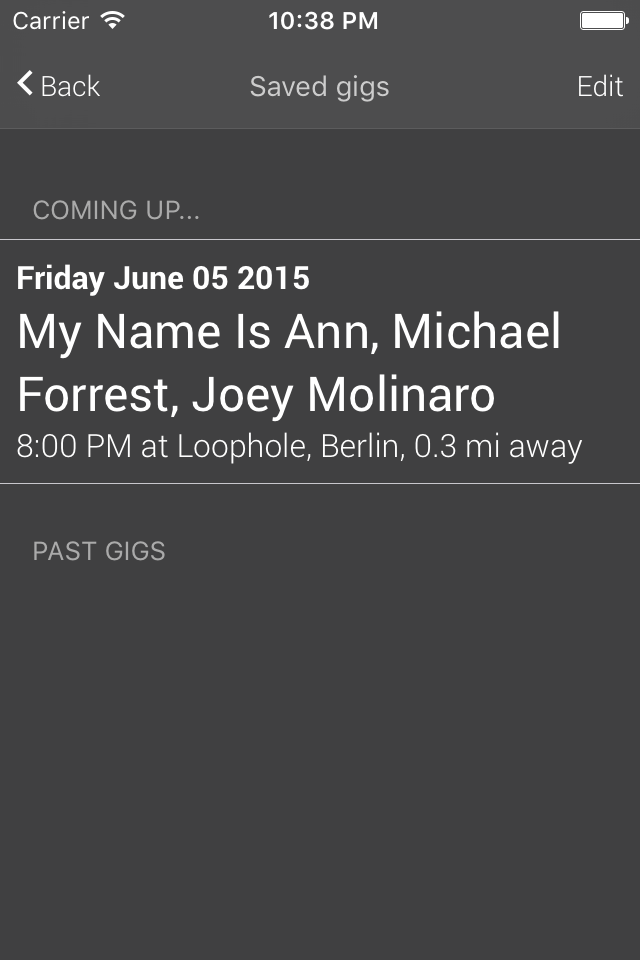 Carrier 10:38 PM
Back Saved gigs Edit
COMING UP...
Friday June 05 2015
My Name Is Ann, Michael
Forrest, Joey Molinaro
8:00 PM at Loophole, Berlin, 0.3 mi away
PAST GIGS